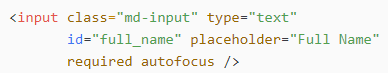 <input class="md-input" type="text"
id="full_name" placeholder="Full Name"
required autofocus />